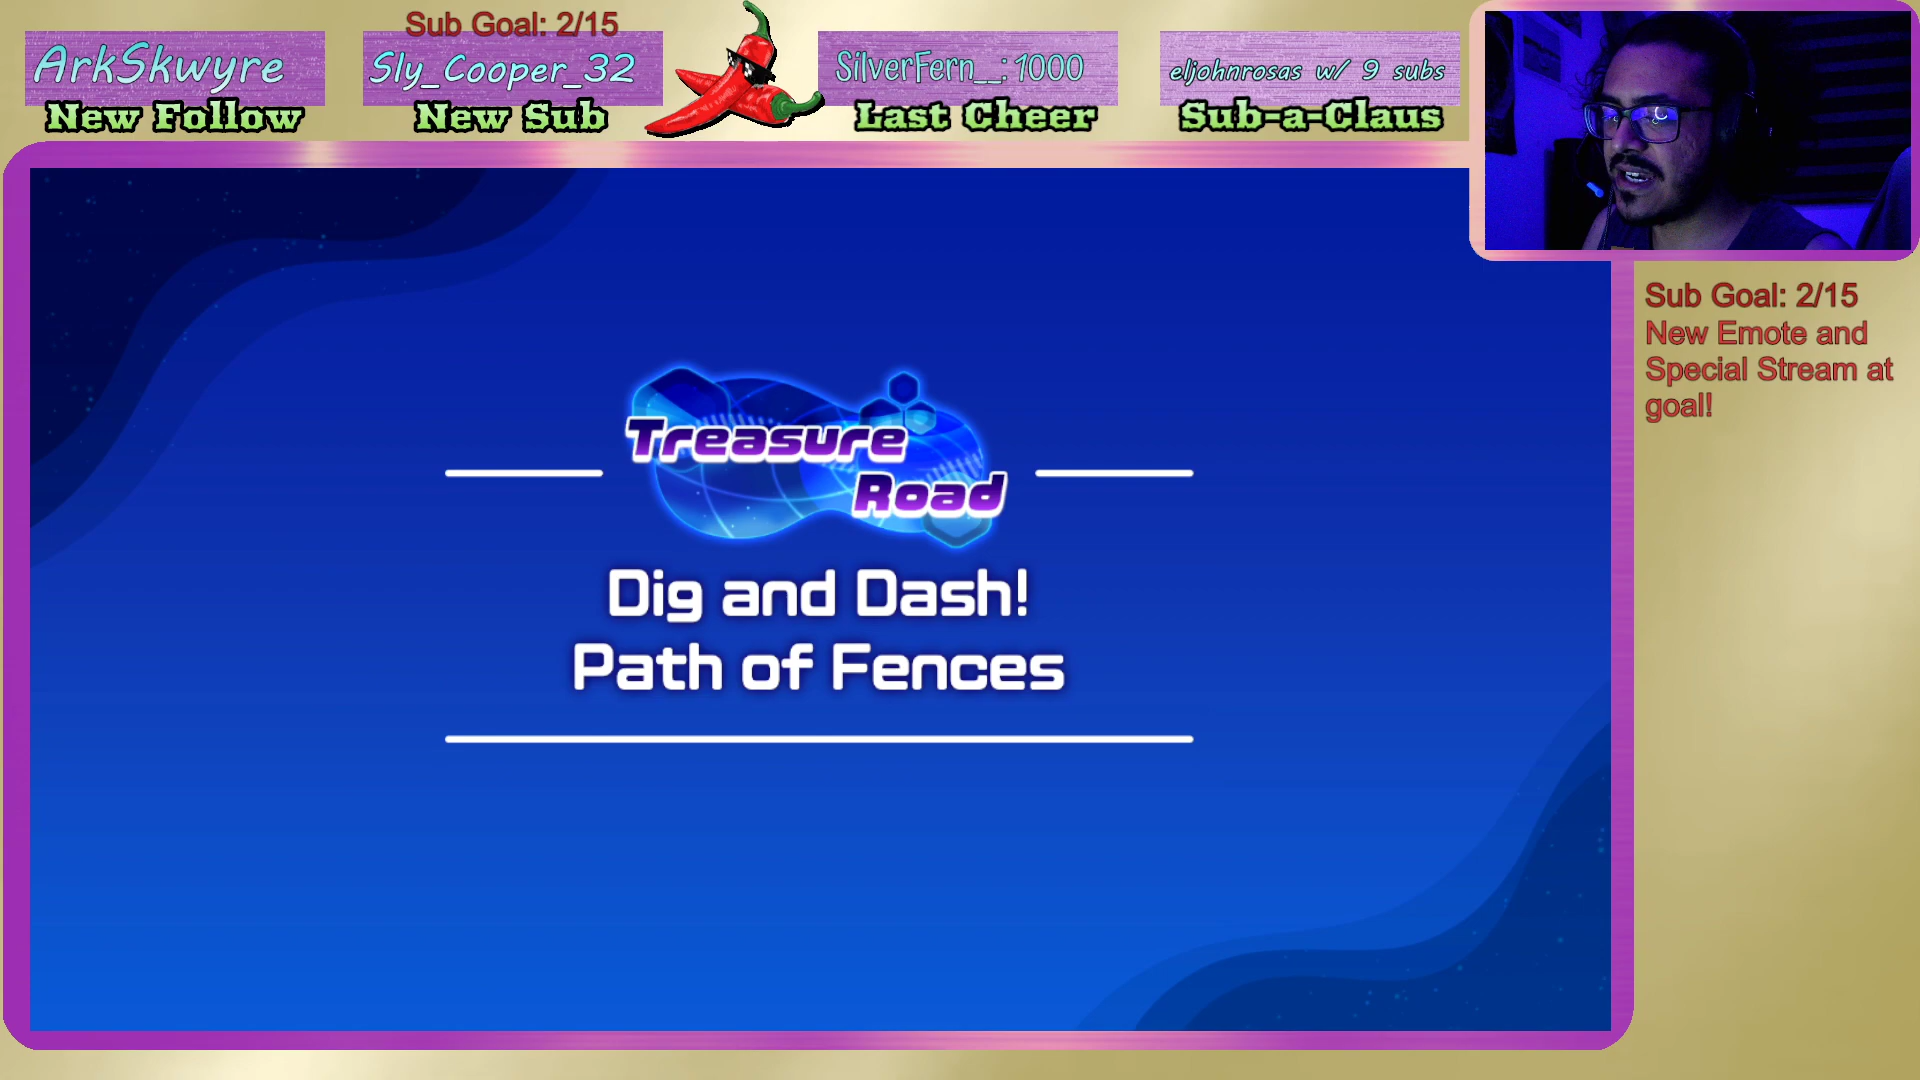 Sub Goal: 2/15
ArkSkwyre
New Follow
Sly_Cooper_32
New Sub
SilverFern__: 1000
Last Cheer
eljohnrosas w/ 9 subs
Sub-a-Claus
Sub Goal: 2/15
New Emote and
Special Stream at
goal!
Treasure
Road
Dig and Dash!
Path of Fences